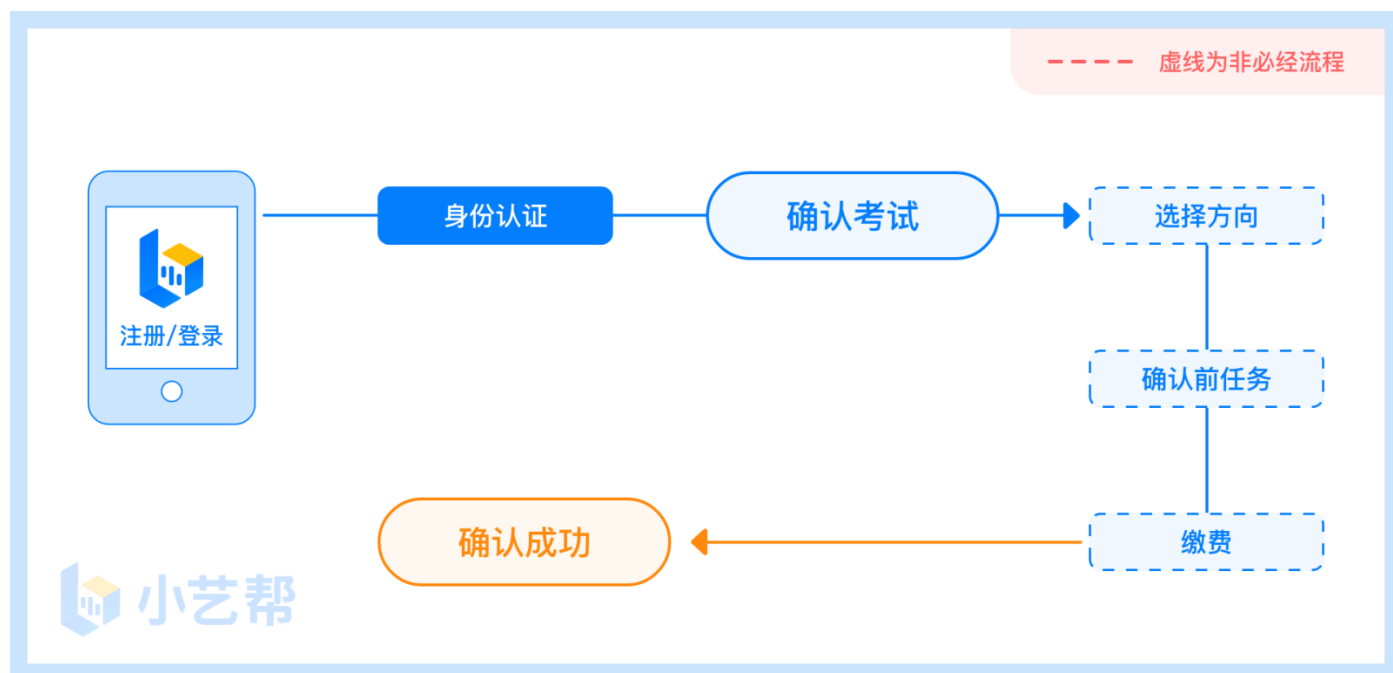 虚线为非必经流程
注册/登录
身份认证
确认考试
选择方向
确认前任务
缴费
确认成功
小艺帮